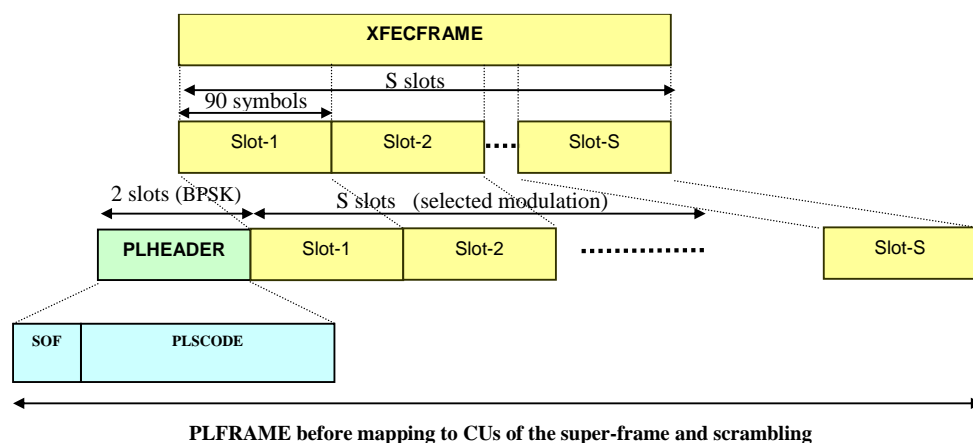 XFECFRAME
S slots
90 symbols
Slot-1 Slot-2 Slot-S
2 slots (BPSK) S slots (selected modulation)
PLHEADER Slot-1 Slot-2 Slot-S
SOF PLSCODE
PLFRAME before mapping to CUs of the super-frame and scrambling